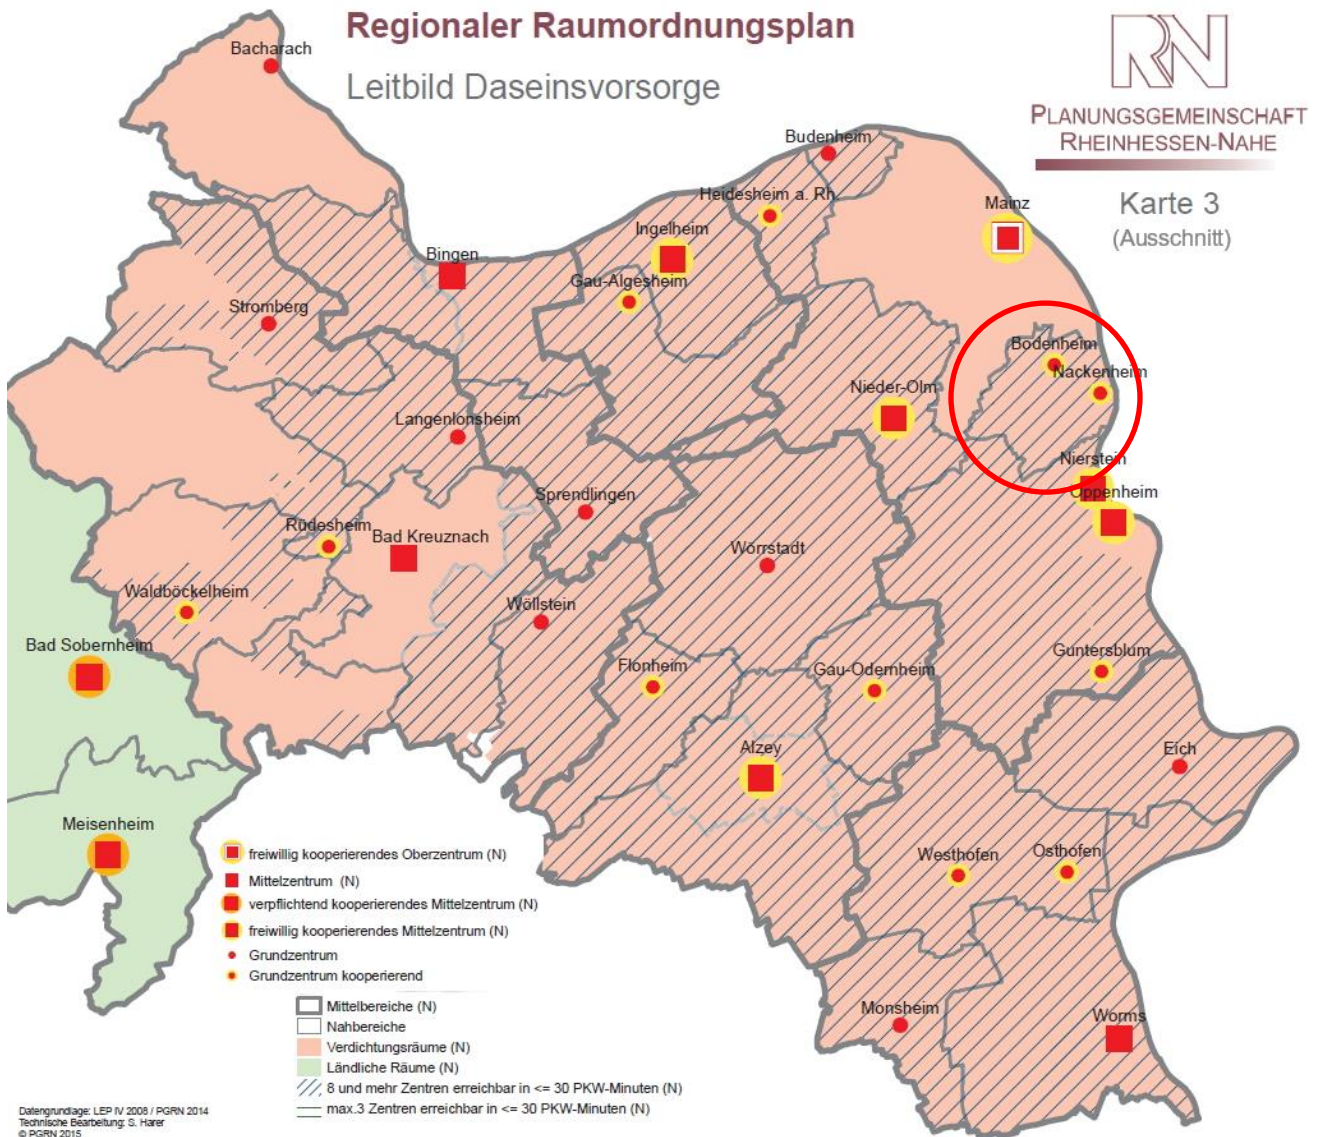 Regionaler Raumordnungsplan
Leitbild Daseinsvorsorge
RN
PLANUNGSGEMEINSCHAFT
RHEINHESSEN-NAHE
Karte 3
(Ausschnitt)
Bacharach
Budenheim
Heidesheim a. Rh.
Mainz
Ingelheim
Bingen
Gau-Algesheim
Stromberg
Bodenheim
Nackenheim
Nieder-Olm
Langenlonsheim
Nierstein
Oppenheim
Sprendlingen
Rüdesheim
Bad Kreuznach
Wörrstadt
Waldböckelheim
Wöllstein
Bad Sobernheim
Flonheim
Gau-Odernheim
Guntersblum
Alzey
Eich
Meisenheim
Westhofen
Osthofen
Monsheim
Worms
freiwillig kooperierendes Oberzentrum (N)
Mittelzentrum (N)
verpflichtend kooperierendes Mittelzentrum (N)
freiwillig kooperierendes Mittelzentrum (N)
Grundzentrum
Grundzentrum kooperierend
Mittelbereiche (N)
Nahbereiche
Verdichtungsräume (N)
Ländliche Räume (N)
8 und mehr Zentren erreichbar in <= 30 PKW-Minuten (N)
max.3 Zentren erreichbar in <= 30 PKW-Minuten (N)
Datengrundlage: LEP IV 2008 / PGRN 2014
Technische Bearbeitung: S. Harer
© PGRN 2015